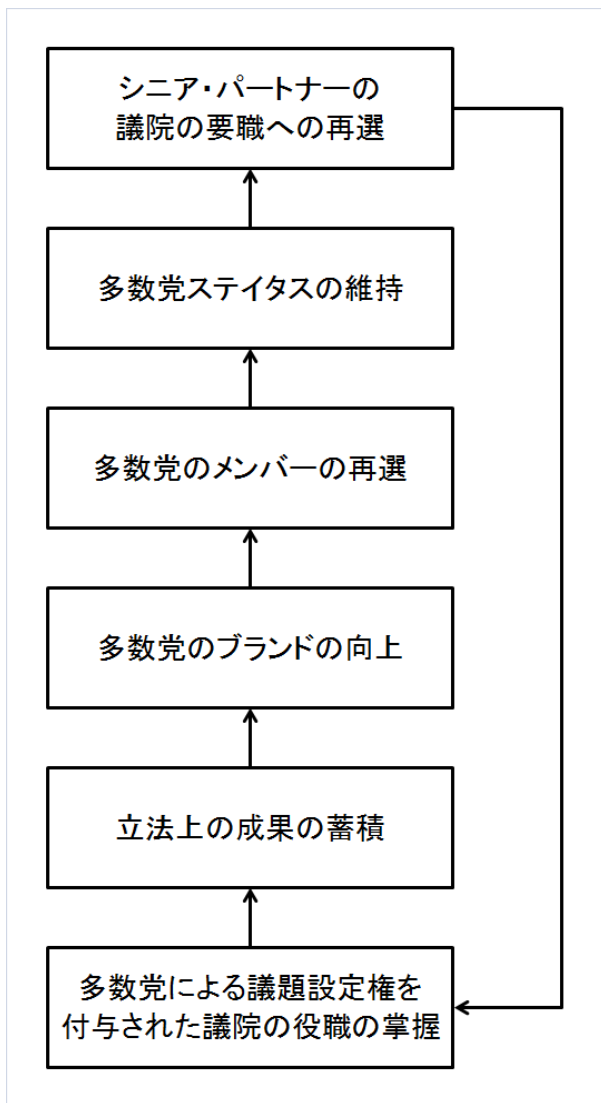 シニア・パートナーの
議院の要職への再選
多数党ステイタスの維持
多数党のメンバーの再選
多数党のブランドの向上
立法上の成果の蓄積
多数党による議題設定権を
付与された議院の役職の掌握